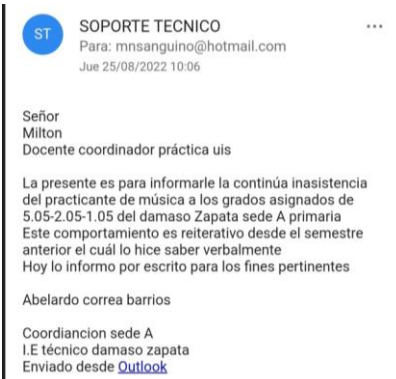 ST
SOPORTE TECNICO
Para: mnsanguino@hotmail.com
Jue 25/08/2022 10:06
Señor
Milton
Docente coordinador práctica uis
La presente es para informarle la continúa inasistencia
del practicante de música a los grados asignados de
5.05-2.05-1.05 del damaso Zapata sede A primaria
Este comportamiento es reiterativo desde el semestre
anterior el cuál lo hice saber verbalmente
Hoy lo informo por escrito para los fines pertinentes
Abelardo correa barrios
Coordiancion sede A
I.E técnico damaso zapata
Enviado desde Outlook